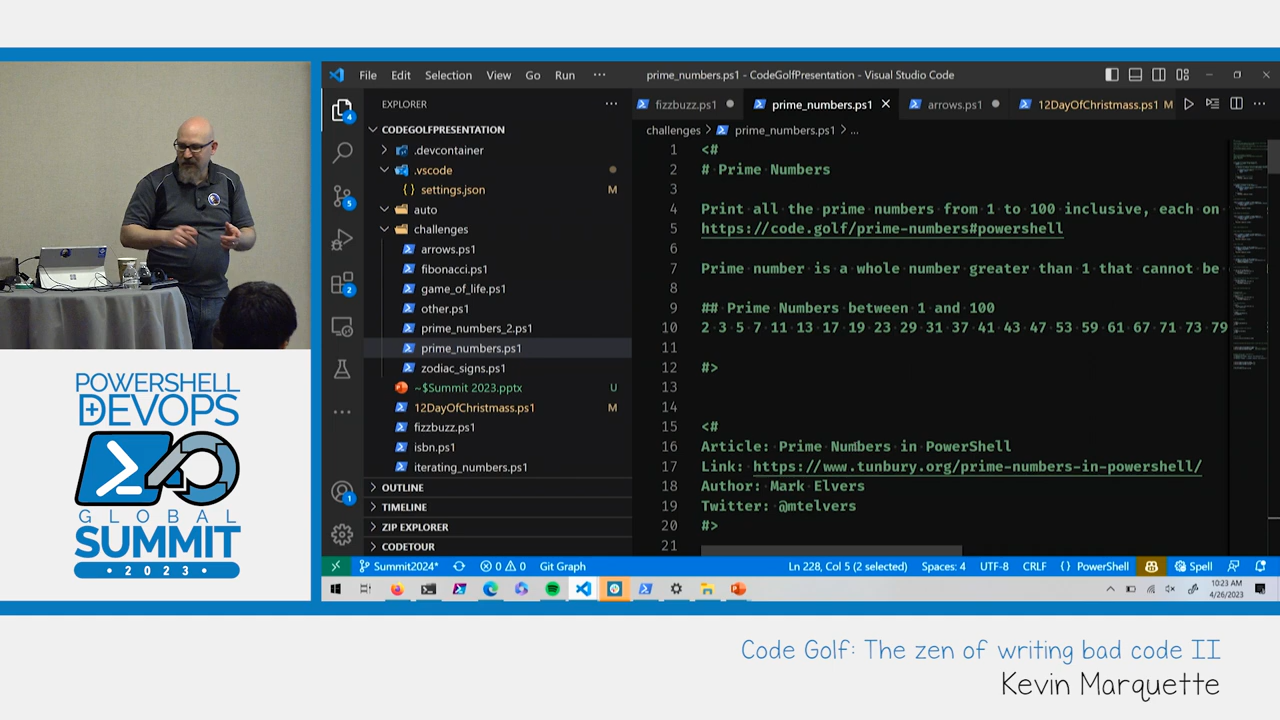 File Edit Selection View Go Run ··· prime_numbers.ps1 - CodeGolfPresentation - Visual Studio Code
EXPLORER
CODEGOLFPRESENTATION
.devcontainer
.vscode
{ } settings.json M
auto
challenges
arrows.ps1
fibonacci.ps1
game_of_life.ps1
other.ps1
prime_numbers_2.ps1
prime_numbers.ps1
zodiac_signs.ps1
~$Summit 2023.pptx U
12DayOfChristmass.ps1 M
fizzbuzz.ps1
isbn.ps1
iterating_numbers.ps1
OUTLINE
TIMELINE
ZIP EXPLORER
CODETOUR
4
5
2
1
fizzbuzz.ps1 prime_numbers.ps1 arrows.ps1 12DayOfChristmass.ps1 M
challenges > prime_numbers.ps1 > ...
1 <#
2 # Prime Numbers
3
4 Print all the prime numbers from 1 to 100 inclusive, each on
5 https://code.golf/prime-numbers#powershell
6
7 Prime number is a whole number greater than 1 that cannot be
8
9 ## Prime Numbers between 1 and 100
10 2 3 5 7 11 13 17 19 23 29 31 37 41 43 47 53 59 61 67 71 73 79
11
12 #>
13
14
15 <#
16 Article: Prime Numbers in PowerShell
17 Link: https://www.tunbury.org/prime-numbers-in-powershell/
18 Author: Mark Elvers
19 Twitter: @mtelvers
20 #>
21
Summit2024* 0 0 Git Graph Ln 228, Col 5 (2 selected) Spaces: 4 UTF-8 CRLF { } PowerShell Spell
10:23 AM
4/26/2023
POWERSHELL
+DEVOPS
GLOBAL
SUMMIT
· 2023 ·
Code Golf: The zen of writing bad code II
Kevin Marquette